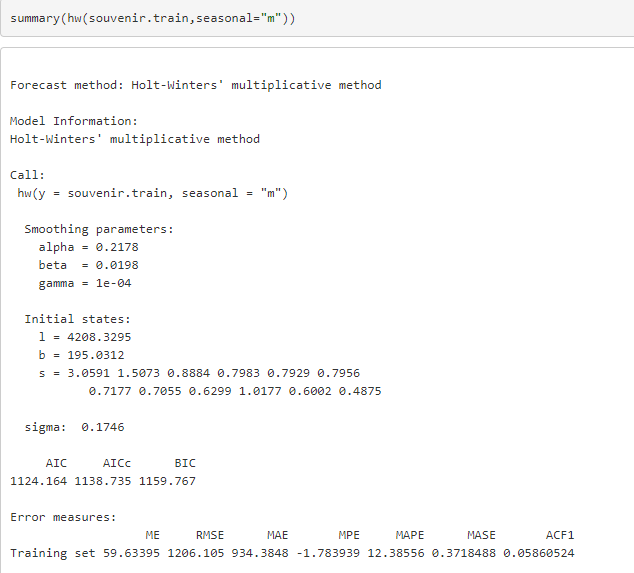 summary(hw(souvenir.train,seasonal="m"))
Forecast method: Holt-Winters' multiplicative method
Model Information:
Holt-Winters' multiplicative method
Call:
hw(y = souvenir.train, seasonal = "m")
Smoothing parameters:
alpha = 0.2178
beta  = 0.0198
gamma = 1e-04
Initial states:
l = 4208.3295
b = 195.0312
s = 3.0591 1.5073 0.8884 0.7983 0.7929 0.7956
0.7177 0.7055 0.6299 1.0177 0.6002 0.4875
sigma:  0.1746
AIC     AICc      BIC
1124.164 1138.735 1159.767
Error measures:
ME     RMSE      MAE       MPE     MAPE      MASE       ACF1
Training set 59.63395 1206.105 934.3848 -1.783939 12.38556 0.3718488 0.05860524